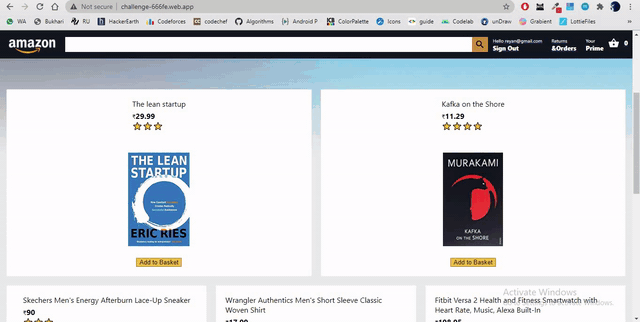 Not secure | challenge-666fe.web.app
WA Bukhari RU HackerEarth Codeforces codechef Algorithms Android P ColorPalette Icons guide Codelab unDraw Grabient LottieFiles
amazon
Hello reyan@gmail.com Returns Your
Sign Out &Orders Prime 0
The lean startup
₹29.99
Kafka on the Shore
₹11.29
THE LEAN
STARTUP
ERIC RIES
MURAKAMI
KAFKA
ON THE SHORE
Add to Basket
Add to Basket
Activate Windows
Skechers Men's Energy Afterburn Lace-Up Sneaker
₹90
Wrangler Authentics Men's Short Sleeve Classic
Woven Shirt
Fitbit Versa 2 Health and Fitness Smartwatch with
Heart Rate, Music, Alexa Built-In